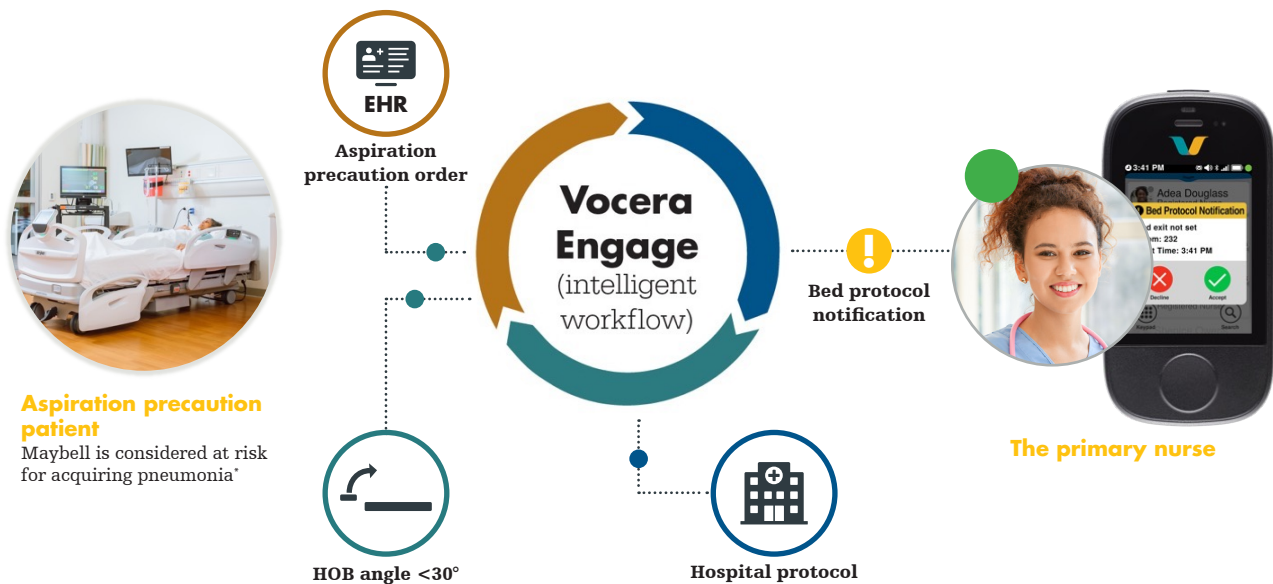 EHR
Aspiration
precaution order
Vocera
Engage
(intelligent
workflow)
Aspiration precaution
patient
Maybell is considered at risk
for acquiring pneumonia*
HOB angle <30°
Hospital protocol
Bed protocol
notification
3:41 PM
Adea Douglass
Bed Protocol Notification
exit not set
232
Time: 3:41 PM
Decline
Accept
Keypad
Search
The primary nurse